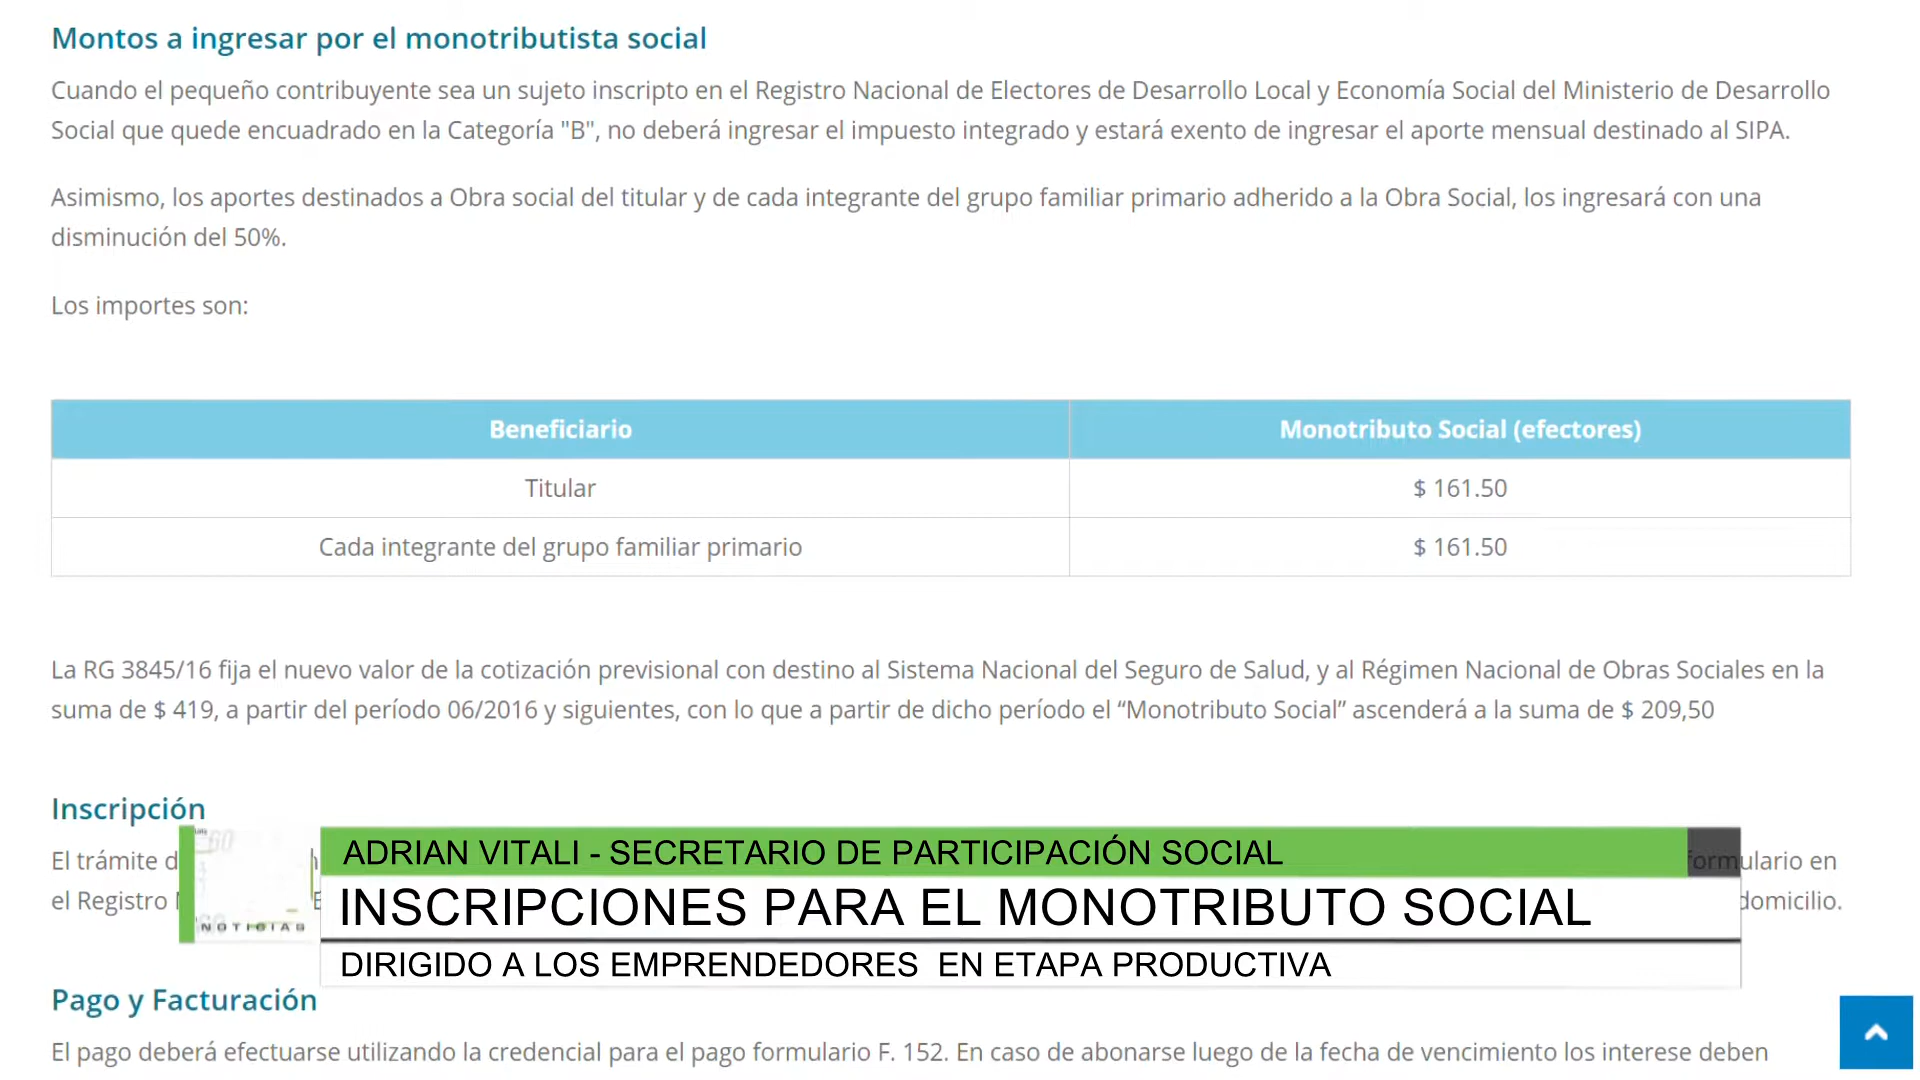 Montos a ingresar por el monotributista social
Cuando el pequeño contribuyente sea un sujeto inscripto en el Registro Nacional de Electores de Desarrollo Local y Economía Social del Ministerio de Desarrollo
Social que quede encuadrado en la Categoría "B", no deberá ingresar el impuesto integrado y estará exento de ingresar el aporte mensual destinado al SIPA.
Asimismo, los aportes destinados a Obra social del titular y de cada integrante del grupo familiar primario adherido a la Obra Social, los ingresará con una
disminución del 50%.
Los importes son:
Beneficiario Monotributo Social (efectores)
Titular $ 161.50
Cada integrante del grupo familiar primario $ 161.50
La RG 3845/16 fija el nuevo valor de la cotización previsional con destino al Sistema Nacional del Seguro de Salud, y al Régimen Nacional de Obras Sociales en la
suma de $ 419, a partir del período 06/2016 y siguientes, con lo que a partir de dicho período el “Monotributo Social” ascenderá a la suma de $ 209,50
Inscripción
El trámite formulario en
el Registro domicilio.
NOTICIAS
ADRIAN VITALI - SECRETARIO DE PARTICIPACIÓN SOCIAL
INSCRIPCIONES PARA EL MONOTRIBUTO SOCIAL
DIRIGIDO A LOS EMPRENDEDORES EN ETAPA PRODUCTIVA
Pago y Facturación
El pago deberá efectuarse utilizando la credencial para el pago formulario F. 152. En caso de abonarse luego de la fecha de vencimiento los interese deben